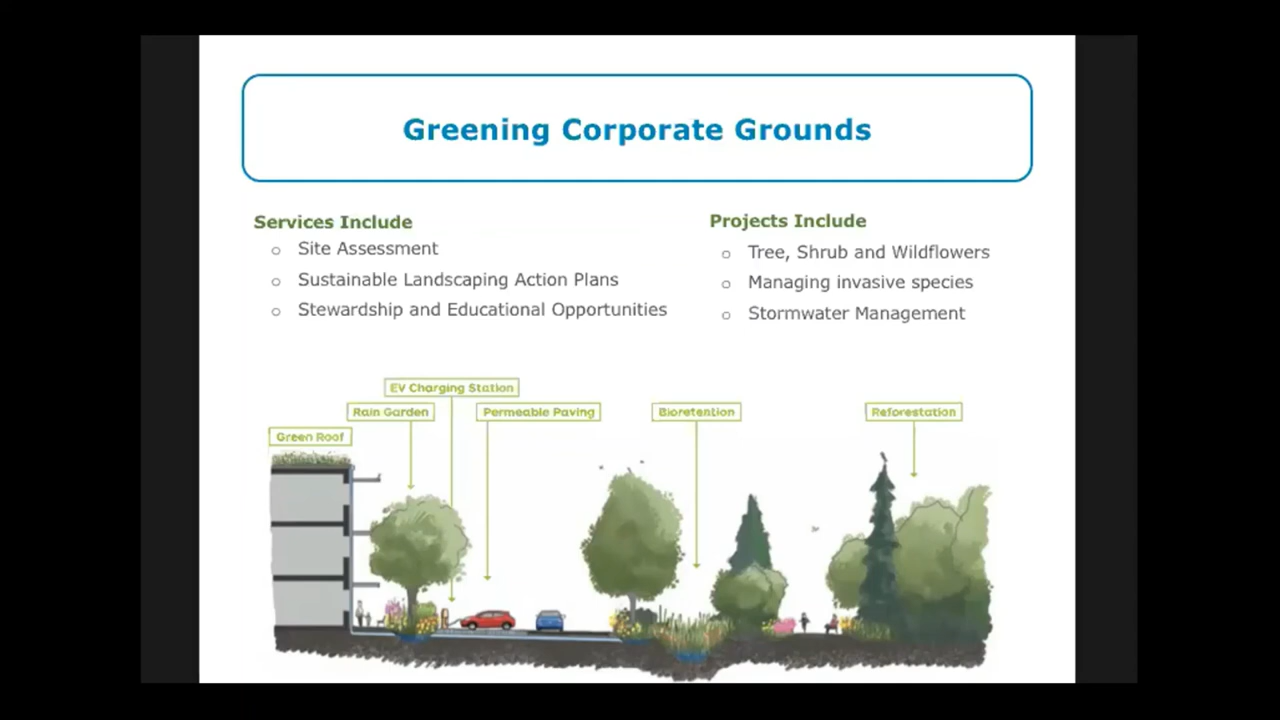 Greening Corporate Grounds
Services Include
Site Assessment
Sustainable Landscaping Action Plans
Stewardship and Educational Opportunities
Projects Include
Tree, Shrub and Wildflowers
Managing invasive species
Stormwater Management
EV Charging Station
Rain Garden
Permeable Paving
Bioretention
Reforestation
Green Roof